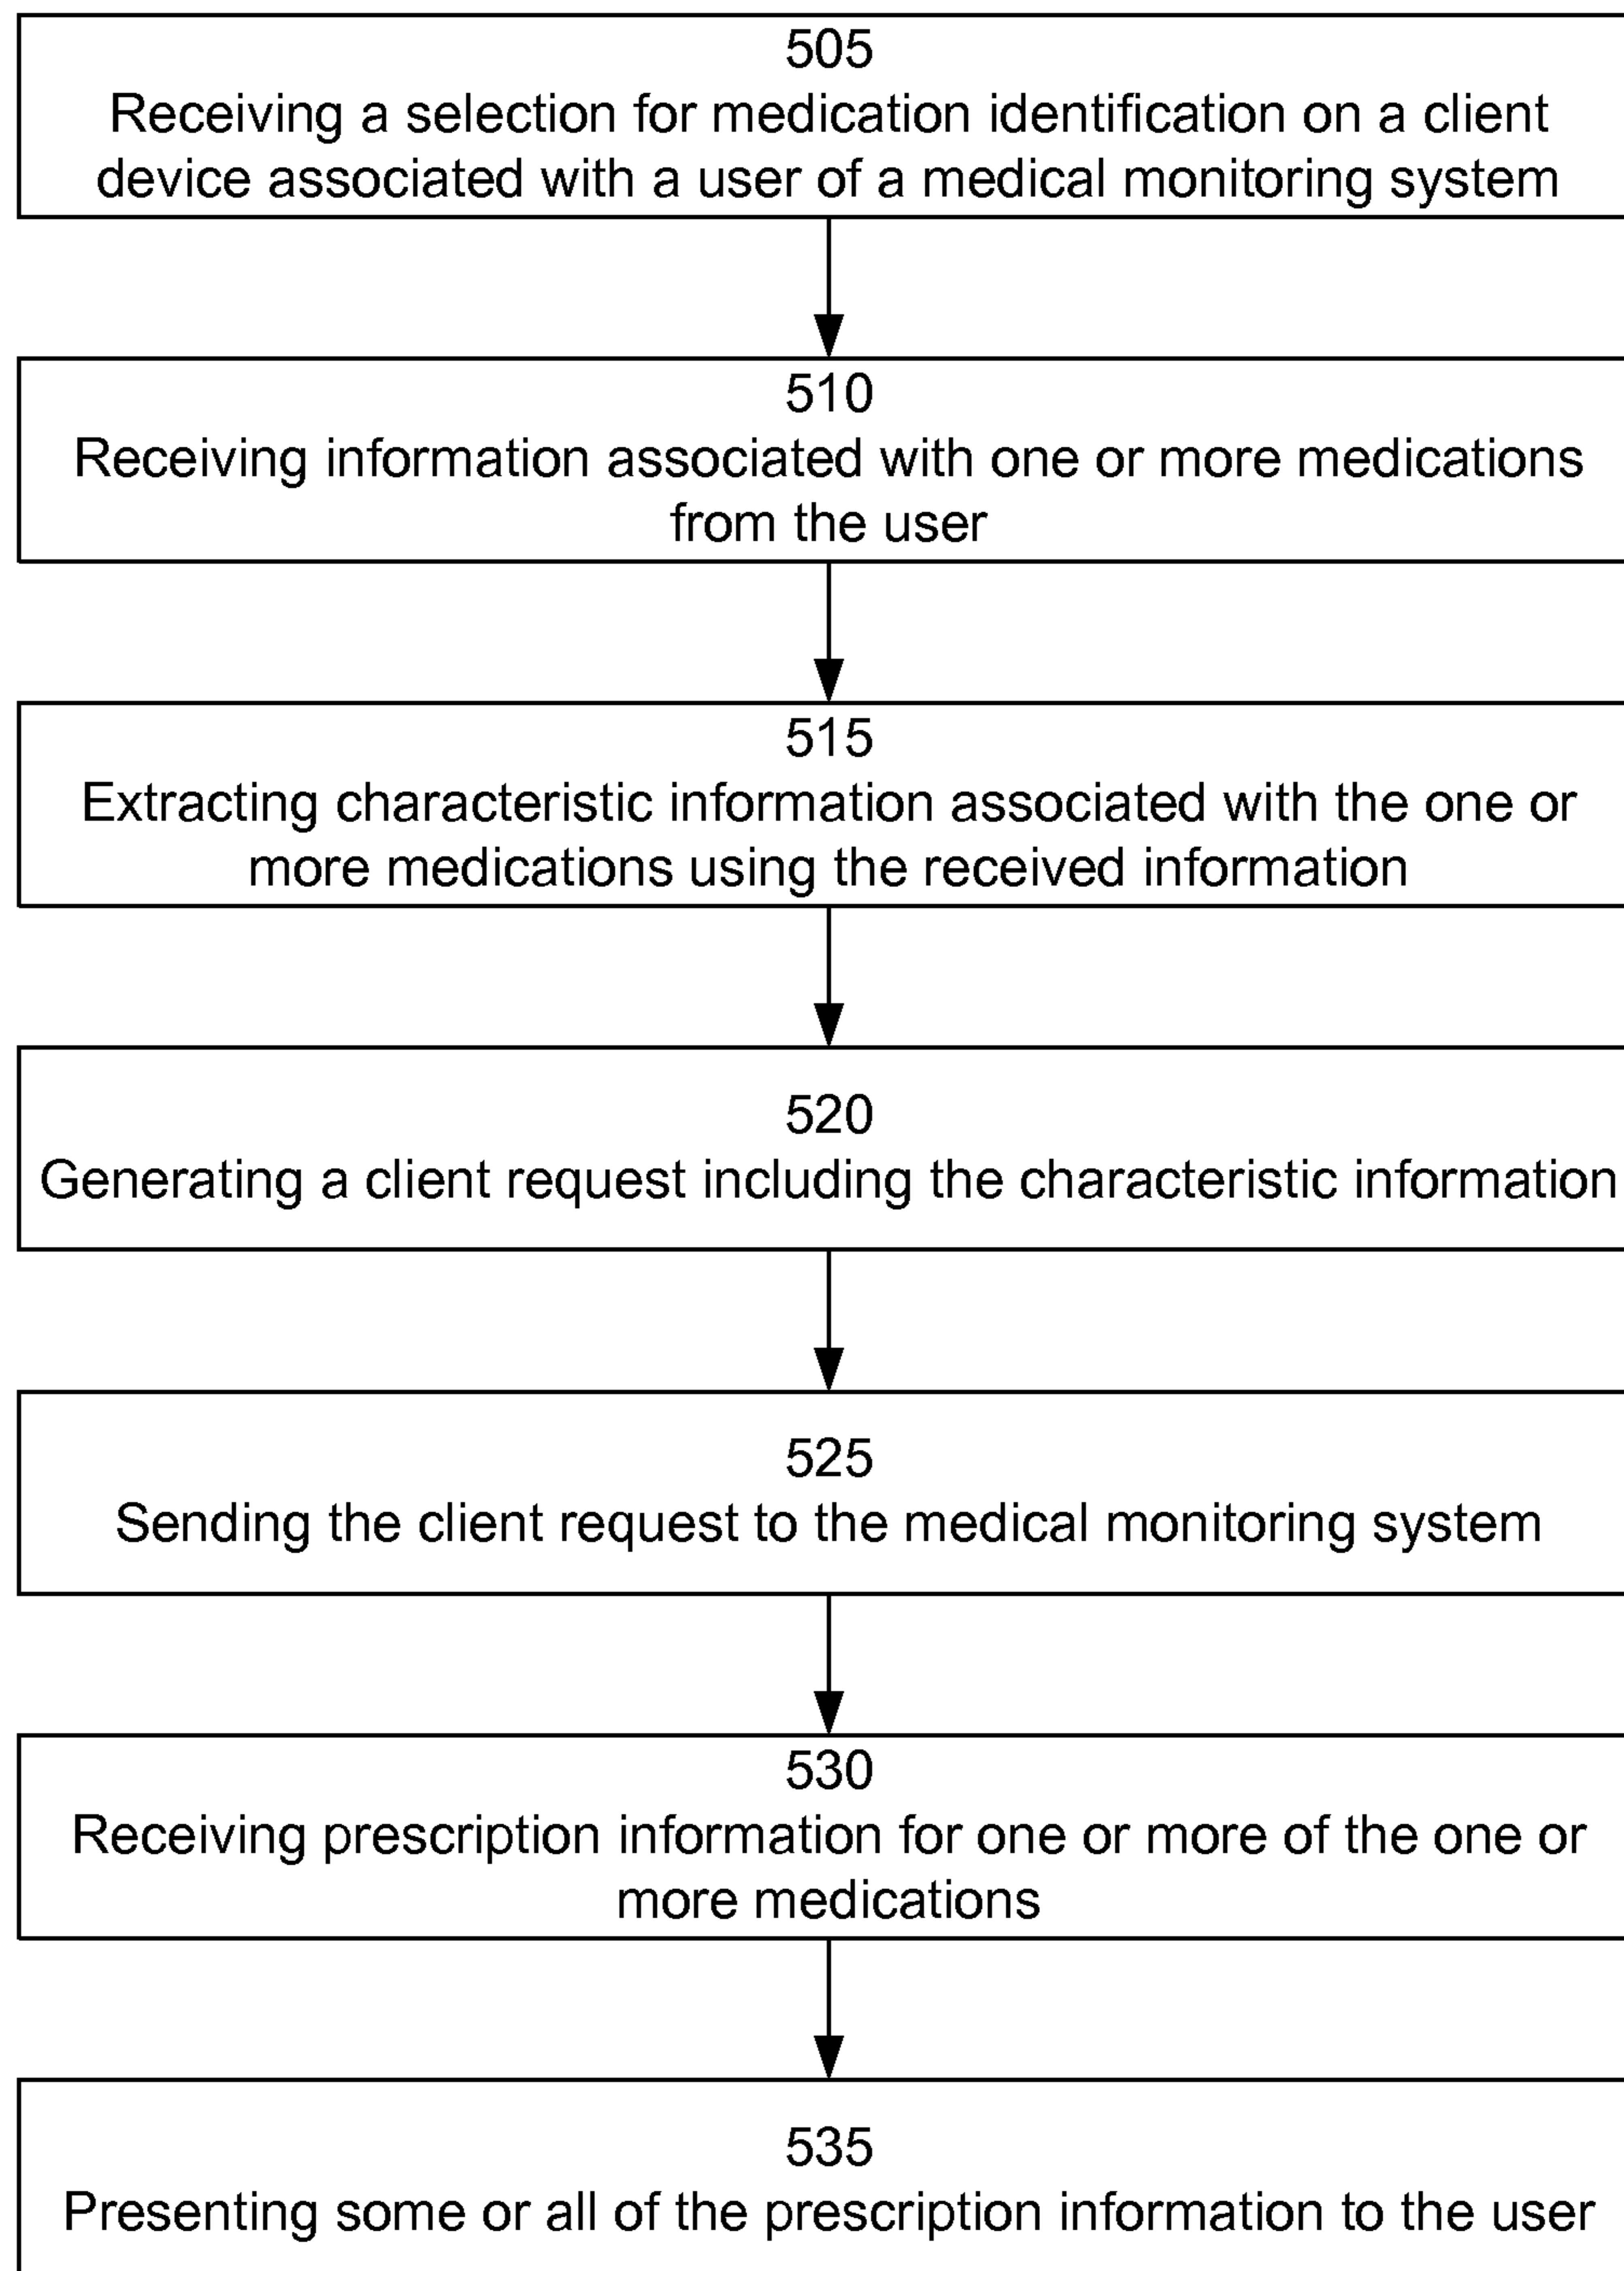 505
Receiving a selection for medication identification on a client
device associated with a user of a medical monitoring system
510
Receiving information associated with one or more medications
from the user
515
Extracting characteristic information associated with the one or
more medications using the received information
520
Generating a client request including the characteristic information
525
Sending the client request to the medical monitoring system
530
Receiving prescription information for one or more of the one or
more medications
535
Presenting some or all of the prescription information to the user